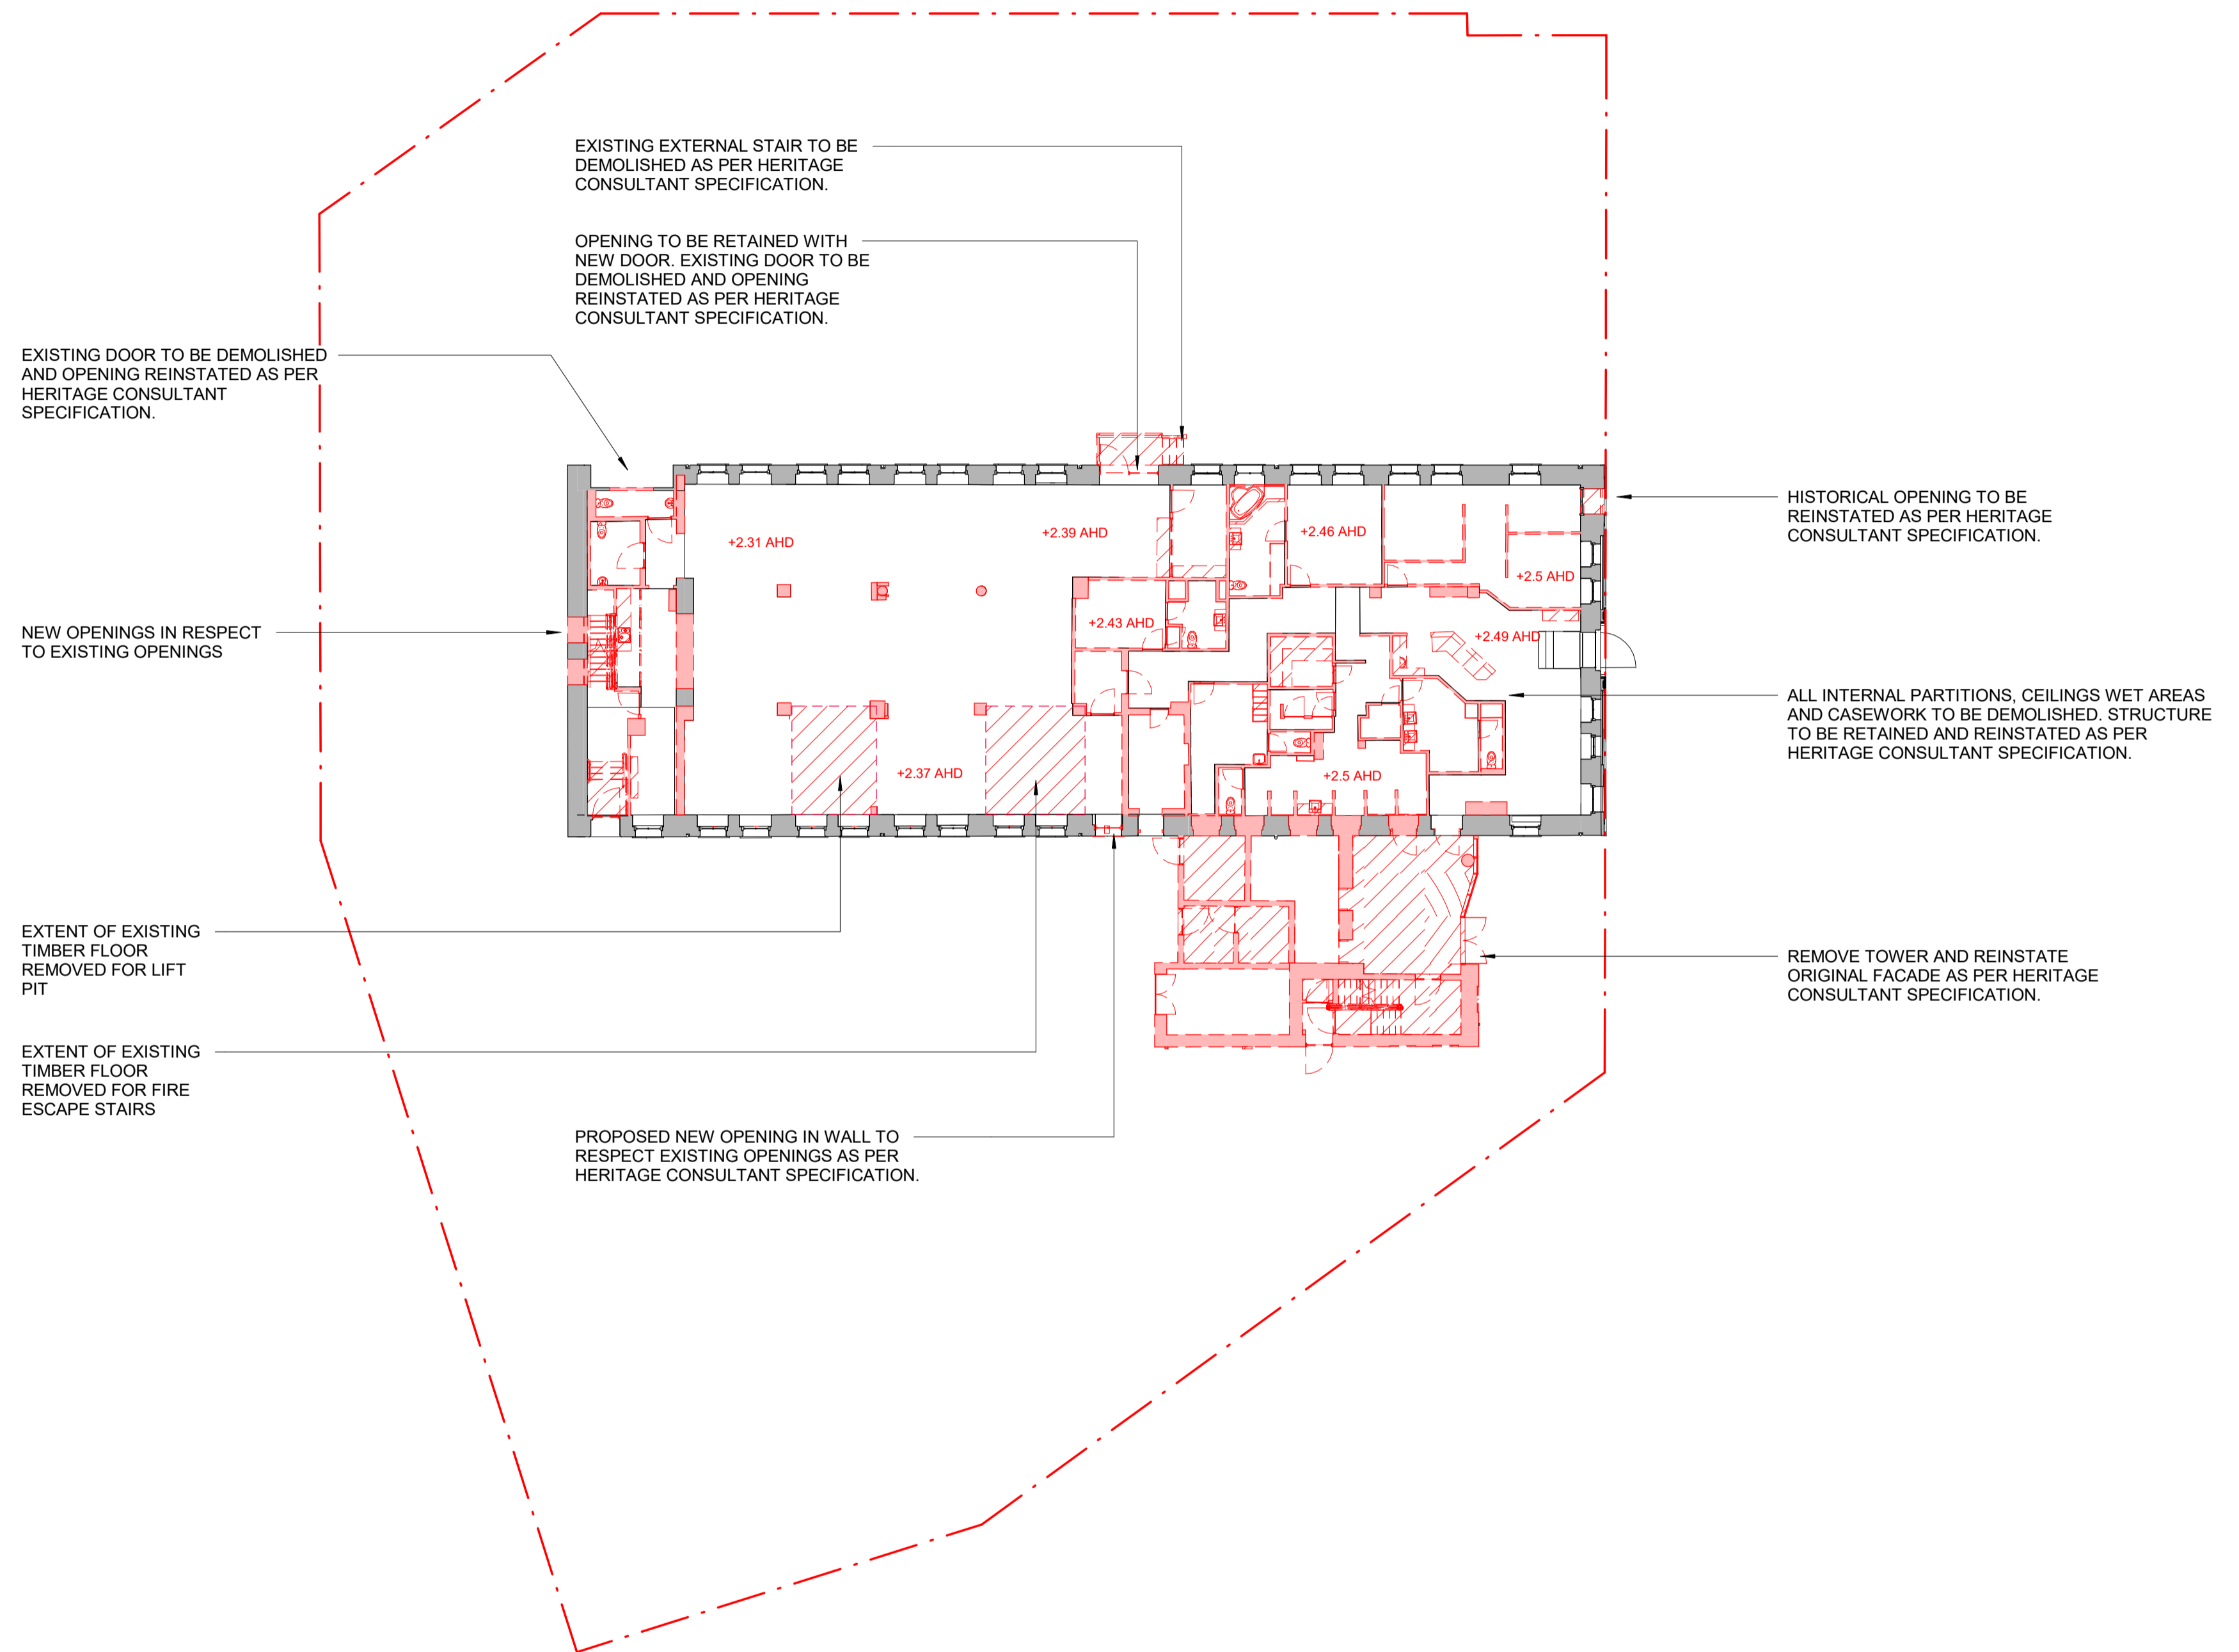 EXISTING EXTERNAL STAIR TO BE
DEMOLISHED AS PER HERITAGE
CONSULTANT SPECIFICATION.
OPENING TO BE RETAINED WITH
NEW DOOR. EXISTING DOOR TO BE
DEMOLISHED AND OPENING
REINSTATED AS PER HERITAGE
CONSULTANT SPECIFICATION.
EXISTING DOOR TO BE DEMOLISHED
AND OPENING REINSTATED AS PER
HERITAGE CONSULTANT
SPECIFICATION.
HISTORICAL OPENING TO BE
REINSTATED AS PER HERITAGE
CONSULTANT SPECIFICATION.
+2.31 AHD
+2.39 AHD
+2.46 AHD
+2.5 AHD
+2.43 AHD
+2.49 AHD
NEW OPENINGS IN RESPECT
TO EXISTING OPENINGS
ALL INTERNAL PARTITIONS, CEILINGS WET AREAS
AND CASEWORK TO BE DEMOLISHED. STRUCTURE
TO BE RETAINED AND REINSTATED AS PER
HERITAGE CONSULTANT SPECIFICATION.
+2.37 AHD
+2.5 AHD
EXTENT OF EXISTING
TIMBER FLOOR
REMOVED FOR LIFT
PIT
REMOVE TOWER AND REINSTATE
ORIGINAL FACADE AS PER HERITAGE
CONSULTANT SPECIFICATION.
EXTENT OF EXISTING
TIMBER FLOOR
REMOVED FOR FIRE
ESCAPE STAIRS
PROPOSED NEW OPENING IN WALL TO
RESPECT EXISTING OPENINGS AS PER
HERITAGE CONSULTANT SPECIFICATION.